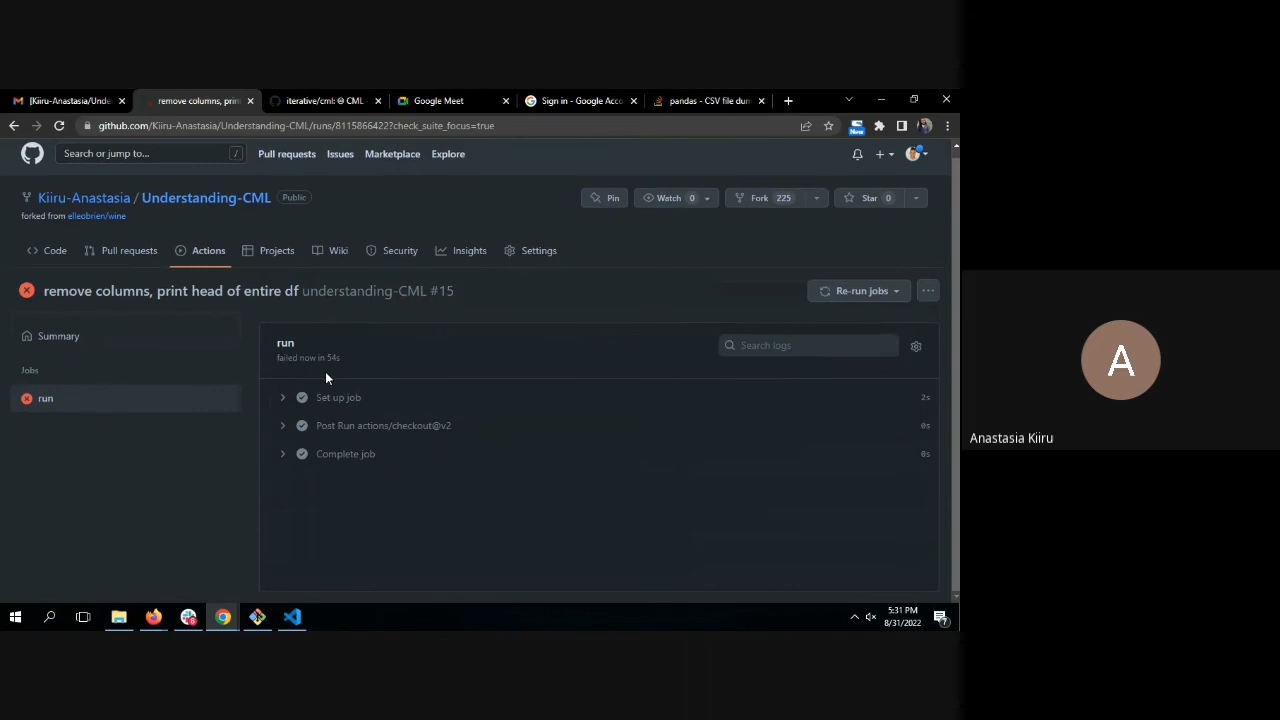 [Kiiru-Anastasia/Unde
remove columns, prin
iterative/cml: ♾️ CML
Google Meet
Sign in - Google Acco
pandas - CSV file dum
github.com/Kiiru-Anastasia/Understanding-CML/runs/8115866422?check_suite_focus=true
New
Search or jump to...
/
Pull requests
Issues
Marketplace
Explore
Kiiru-Anastasia / Understanding-CML
Public
forked from elleobrien/wine
Pin
Watch 0
Fork 225
Star 0
Code
Pull requests
Actions
Projects
Wiki
Security
Insights
Settings
remove columns, print head of entire df understanding-CML #15
Re-run jobs
Summary
Jobs
run
run
failed now in 54s
Search logs
Set up job
2s
Post Run actions/checkout@v2
0s
Complete job
0s
A
Anastasia Kiiru
5:31 PM
8/31/2022